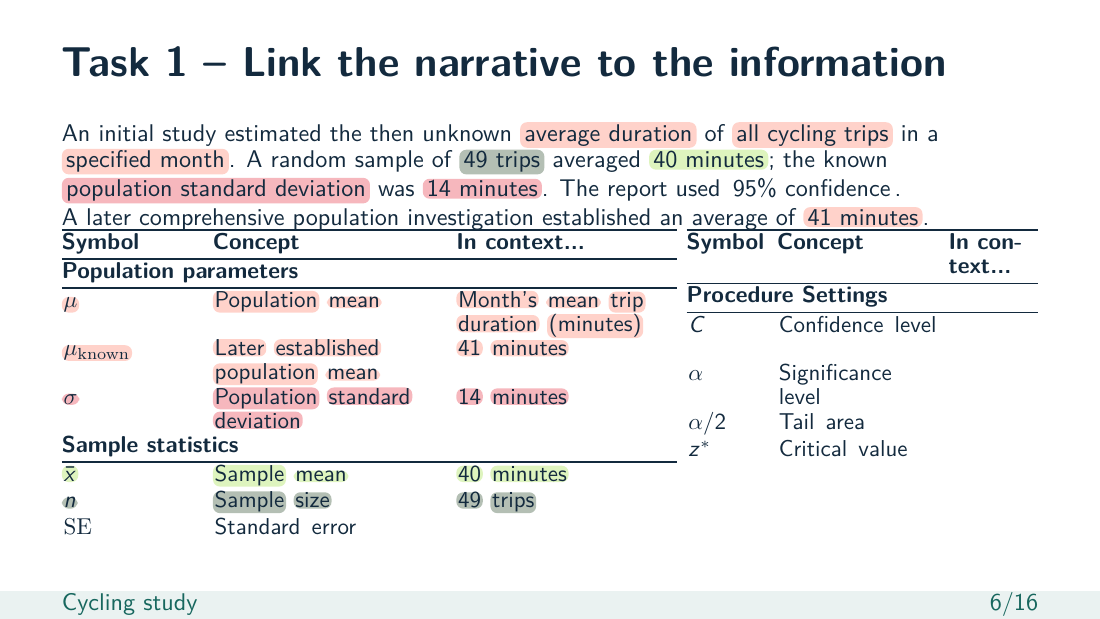 Task 1 – Link the narrative to the information
An initial study estimated the then unknown average duration of all cycling trips in a
specified month. A random sample of 49 trips averaged 40 minutes; the known
population standard deviation was 14 minutes. The report used 95% confidence.
A later comprehensive population investigation established an average of 41 minutes.
Symbol Concept In context...
Population parameters
μ Population mean Month's mean trip
duration (minutes)
μknown Later established 41 minutes
population mean
σ Population standard 14 minutes
deviation
Sample statistics
x̄ Sample mean 40 minutes
n Sample size 49 trips
SE Standard error
Symbol Concept In con-
text...
Procedure Settings
C Confidence level
α Significance
level
α/2 Tail area
z* Critical value
Cycling study 6/16